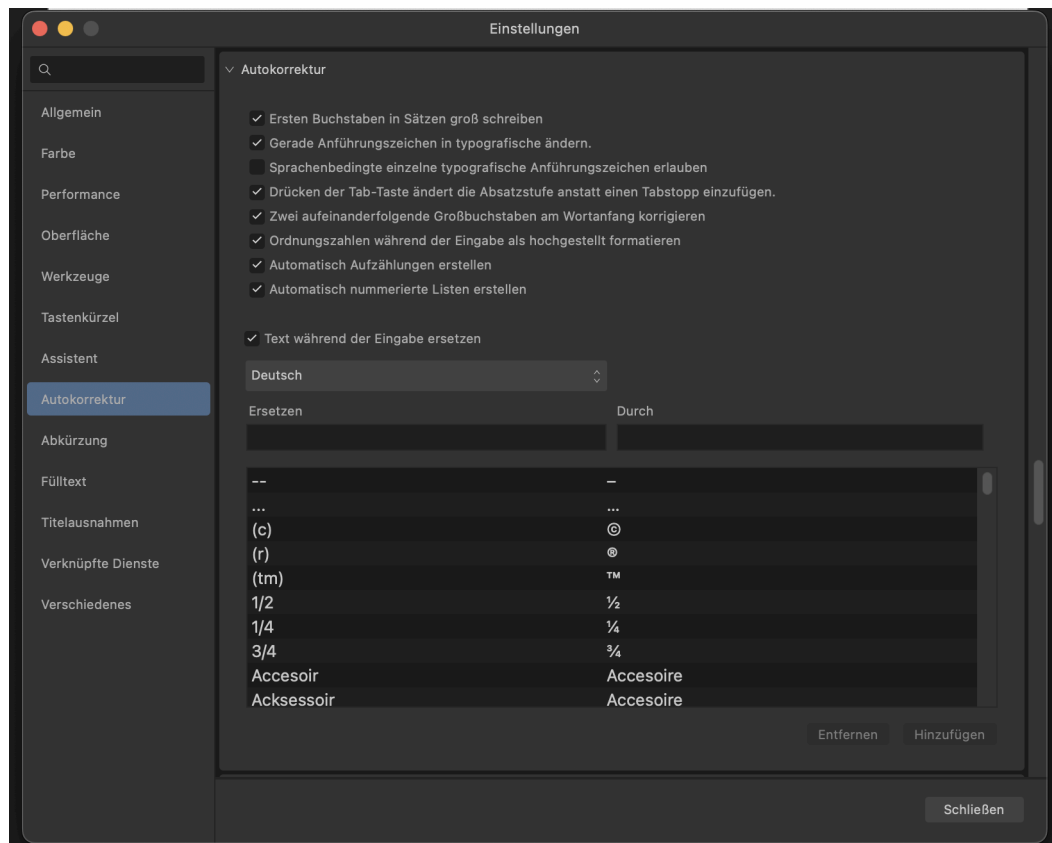 Einstellungen
Allgemein
Farbe
Performance
Oberfläche
Werkzeuge
Tastenkürzel
Assistent
Autokorrektur
Abkürzung
Fülltext
Titelausnahmen
Verknüpfte Dienste
Verschiedenes
Autokorrektur
Ersten Buchstaben in Sätzen groß schreiben
Gerade Anführungszeichen in typografische ändern.
Sprachenbedingte einzelne typografische Anführungszeichen erlauben
Drücken der Tab-Taste ändert die Absatzstufe anstatt einen Tabstopp einzufügen.
Zwei aufeinanderfolgende Großbuchstaben am Wortanfang korrigieren
Ordnungszahlen während der Eingabe als hochgestellt formatieren
Automatisch Aufzählungen erstellen
Automatisch nummerierte Listen erstellen
Text während der Eingabe ersetzen
Deutsch
Ersetzen Durch
-- –
... …
(c) ©
(r) ®
(tm) ™
1/2 ½
1/4 ¼
3/4 ¾
Accesoir Accesoire
Acksessoir Accesoire
Entfernen Hinzufügen
Schließen